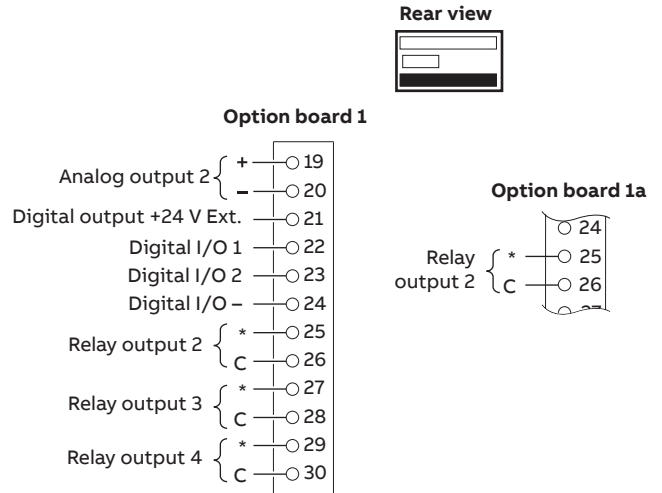 Rear view
Option board 1
Analog output 2 + 19
– 20
Digital output +24 V Ext. 21
Digital I/O 1 22
Digital I/O 2 23
Digital I/O – 24
Relay output 2 * 25
C 26
Relay output 3 * 27
C 28
Relay output 4 * 29
C 30
Option board 1a
24
Relay * 25
output 2 C 26
27